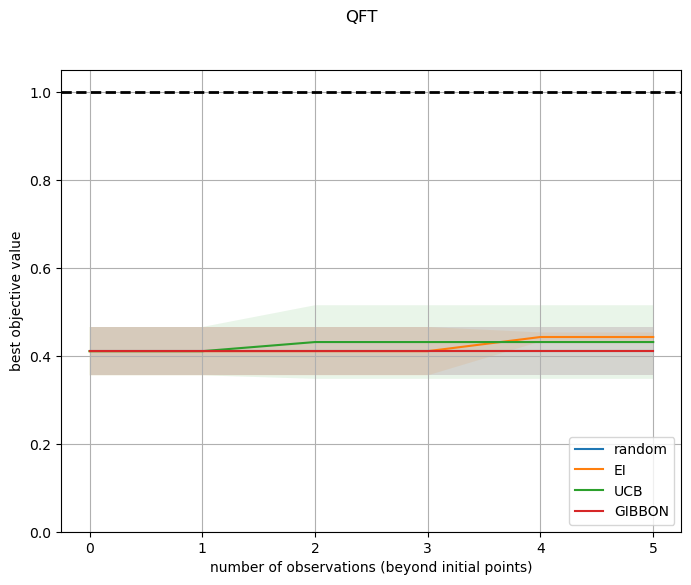 QFT
best objective value
1.0
0.8
0.6
0.4
0.2
0.0
0 1 2 3 4 5
number of observations (beyond initial points)
random
EI
UCB
GIBBON